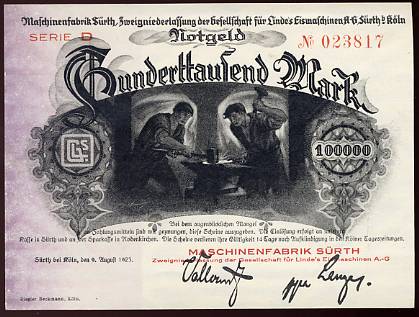 Maschinenfabrik Sürth, Zweigniederlassung der Gesellschaft für Linde's Eismaschinen A-G, Sürth b/ Köln
SERIE D
Notgeld
№ 023817
Hunderttausend Mark
100000
Bei dem augenblicklichen Mangel
an Zahlungsmitteln sind wir gezwungen, diese Scheine auszugeben. Die Einlösung erfolgt an unserer
Kasse in Sürth und an der Sparkasse in Rodenkirchen. Die Scheine verlieren ihre Gültigkeit 14 Tage nach Aufkündigung in den Kölner Tageszeitungen.
Sürth bei Köln, den 9. August 1923.
MASCHINENFABRIK SÜRTH
Zweigniederlassung der Gesellschaft für Linde's Eismaschinen A.-G
Ziegler Beckmann, Köln.